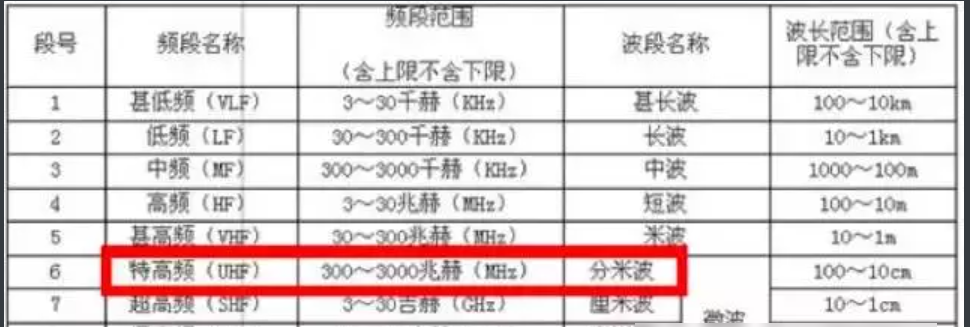 段号 频段名称 频段范围 (含上限不含下限) 波段名称 波长范围(含上限不含下限)
1 甚低频(VLF) 3～30千赫(KHz) 甚长波 100～10km
2 低频(LF) 30～300千赫(KHz) 长波 10～1km
3 中频(MF) 300～3000千赫(KHz) 中波 1000～100m
4 高频(HF) 3～30兆赫(MHz) 短波 100～10m
5 甚高频(VHF) 30～300兆赫(MHz) 米波 10～1m
6 特高频(UHF) 300～3000兆赫(MHz) 分米波 100～10cm
7 超高频(SHF) 3～30吉赫(GHz) 厘米波 10～1cm
微波